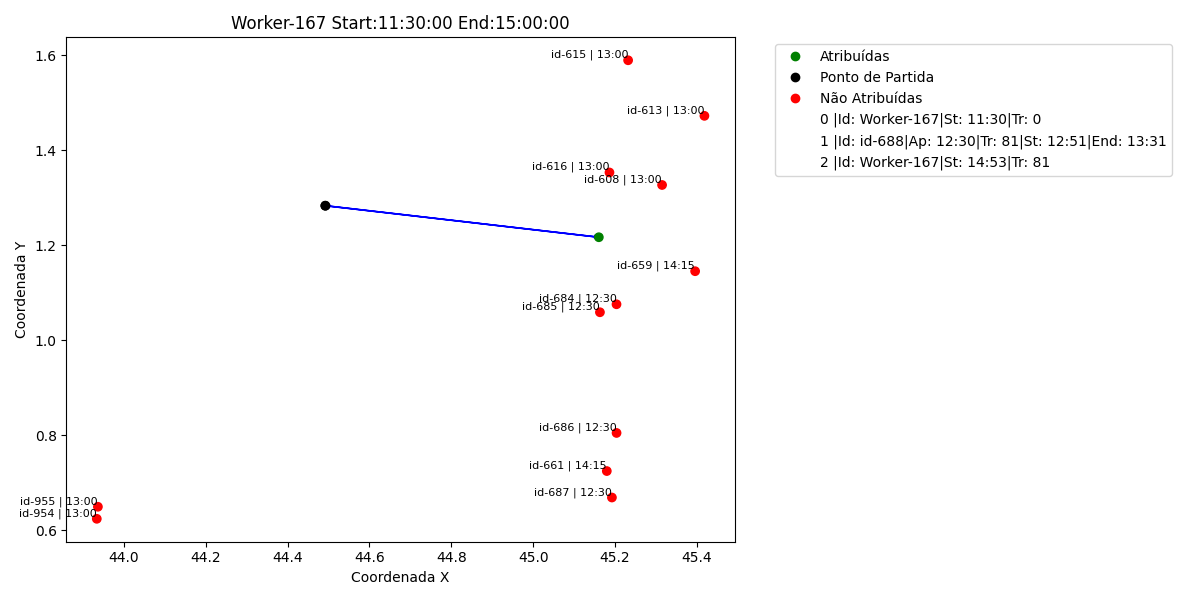 Worker-167 Start:11:30:00 End:15:00:00
Coordenada Y
1.6
1.4
1.2
1.0
0.8
0.6
id-615 | 13:00
id-613 | 13:00
id-616 | 13:00
id-608 | 13:00
id-659 | 14:15
id-684 | 12:30
id-685 | 12:30
id-686 | 12:30
id-661 | 14:15
id-687 | 12:30
id-955 | 13:00
id-954 | 13:00
44.0 44.2 44.4 44.6 44.8 45.0 45.2 45.4
Coordenada X
Atribuídas
Ponto de Partida
Não Atribuídas
0 |Id: Worker-167|St: 11:30|Tr: 0
1 |Id: id-688|Ap: 12:30|Tr: 81|St: 12:51|End: 13:31
2 |Id: Worker-167|St: 14:53|Tr: 81